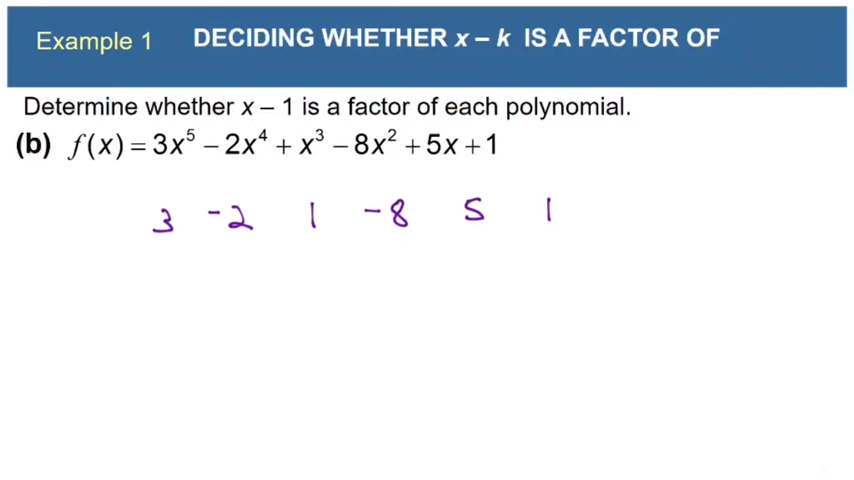 Example 1 DECIDING WHETHER x – k IS A FACTOR OF
Determine whether x – 1 is a factor of each polynomial.
(b) f(x) = 3x⁵ − 2x⁴ + x³ − 8x² + 5x + 1
3 -2 1 -8 5 1